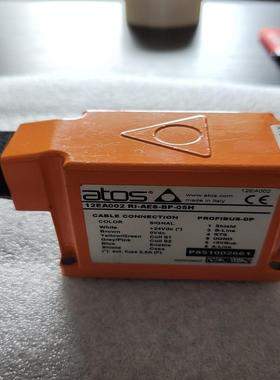 atos
www.atos.com
Made in Italy
12EA002
CE
12EA002 RI-AES-BP-05H
CABLE CONNECTION
PROFIBUS-DP
COLOR SIGNAL
White +24Vdc (*)
Brown 0Vdc
Yellow/Green Coil S1
Grey/Pink Coil S2
Blue Enable
Shield Case
(*): ext. fuse 2,5A (F)
1 Shield
2 B-Line
3 RTS
4 DGND
5 +5VBus
6 A-Line
P851002661